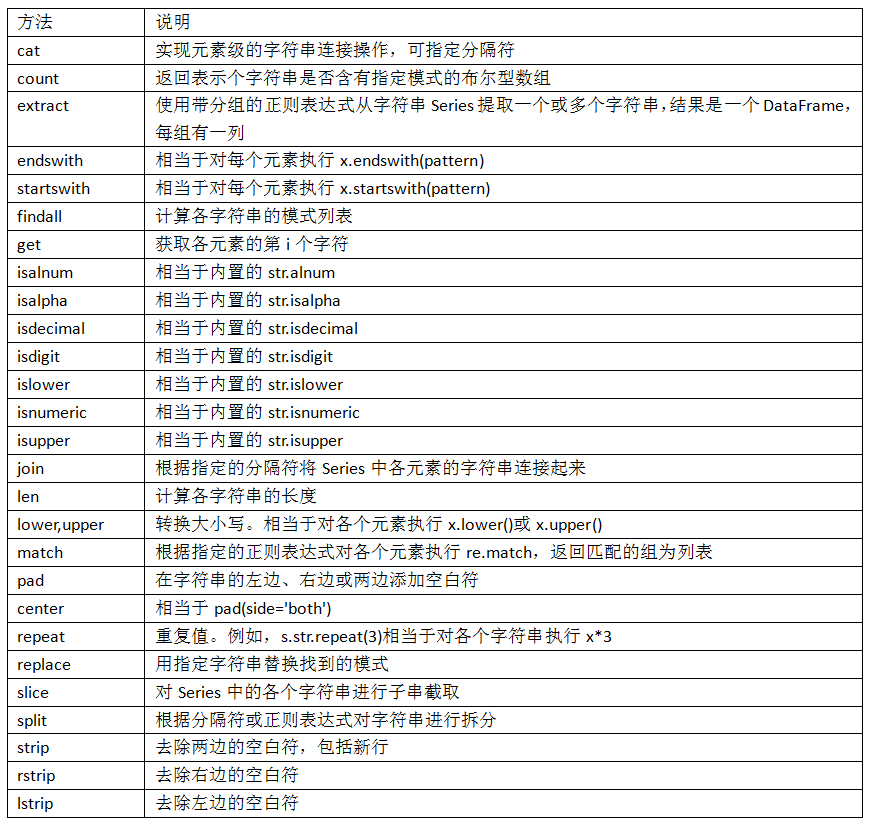 方法 说明
cat 实现元素级的字符串连接操作，可指定分隔符
count 返回表示个字符串是否含有指定模式的布尔型数组
extract 使用带分组的正则表达式从字符串 Series 提取一个或多个字符串，结果是一个 DataFrame，
每组有一列
endswith 相当于对每个元素执行 x.endswith(pattern)
startswith 相当于对每个元素执行 x.startswith(pattern)
findall 计算各字符串的模式列表
get 获取各元素的第 i 个字符
isalnum 相当于内置的 str.alnum
isalpha 相当于内置的 str.isalpha
isdecimal 相当于内置的 str.isdecimal
isdigit 相当于内置的 str.isdigit
islower 相当于内置的 str.islower
isnumeric 相当于内置的 str.isnumeric
isupper 相当于内置的 str.isupper
join 根据指定的分隔符将 Series 中各元素的字符串连接起来
len 计算各字符串的长度
lower,upper 转换大小写。相当于对各个元素执行 x.lower()或 x.upper()
match 根据指定的正则表达式对各个元素执行 re.match，返回匹配的组为列表
pad 在字符串的左边、右边或两边添加空白符
center 相当于 pad(side='both')
repeat 重复值。例如，s.str.repeat(3)相当于对各个字符串执行 x*3
replace 用指定字符串替换找到的模式
slice 对 Series 中的各个字符串进行子串截取
split 根据分隔符或正则表达式对字符串进行拆分
strip 去除两边的空白符，包括新行
rstrip 去除右边的空白符
lstrip 去除左边的空白符